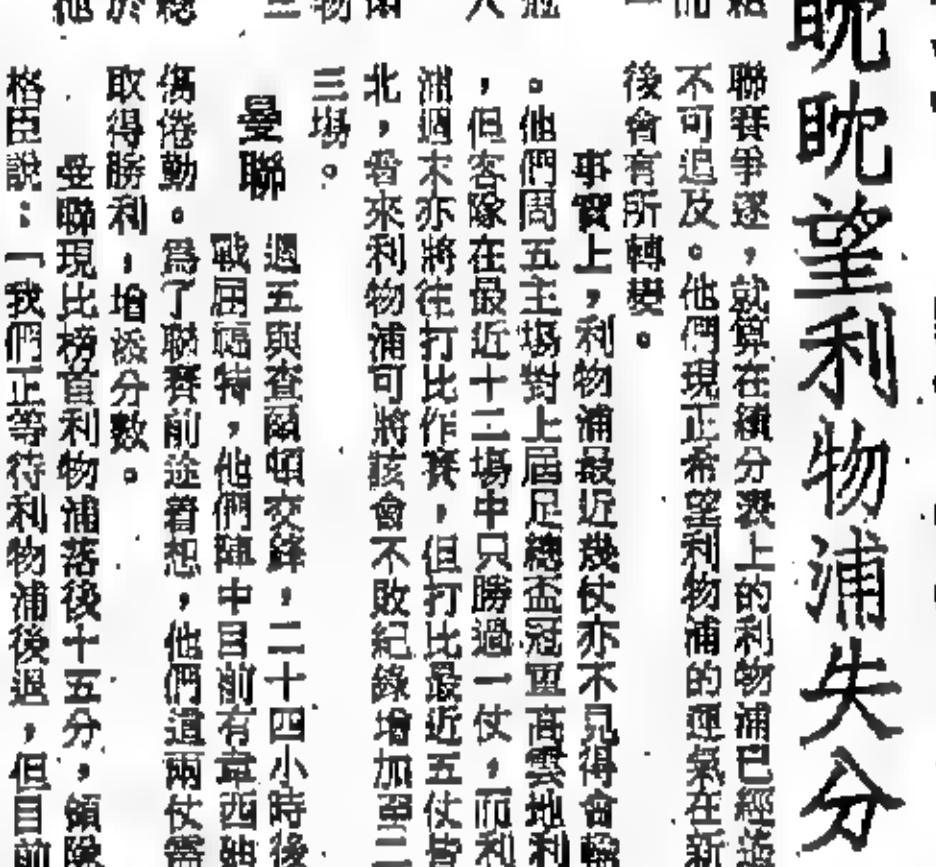 眈眈望利物浦失分
聯賽爭逐，就算在積分表上的利物浦已經
不可追及。他們現正希望利物浦的運氣在新
後會有所轉變。
事實上，利物浦最近幾仗亦不見得會輸
。他們周五主場對上屆足總盃冠軍高雲地利
，但客隊在最近十二場中只勝過一仗，而利
浦週末亦將往打比作賽，但打比最近五仗皆
北，看來利物浦可將該會不敗紀錄增加至二
三場。
曼聯
週五與查爾頓交鋒，二十四小時後
戰屈福特，他們陣中目前有韋西
傷倦動。為了聯賽前途着想，他們這兩仗需
取得勝利，增添分數。
曼聯現比榜首利物浦落後十五分，領隊
格臣說：「我們正等待利物浦後退，但目前